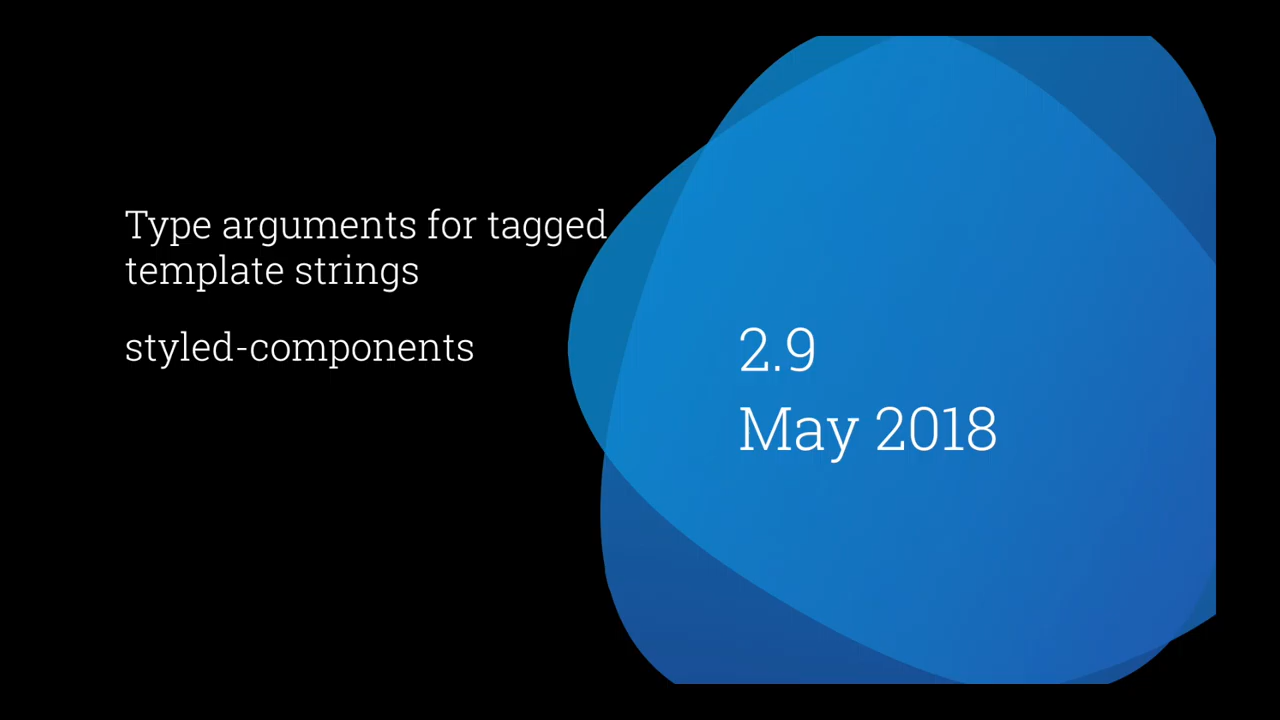 Type arguments for tagged
template strings
styled-components
2.9
May 2018